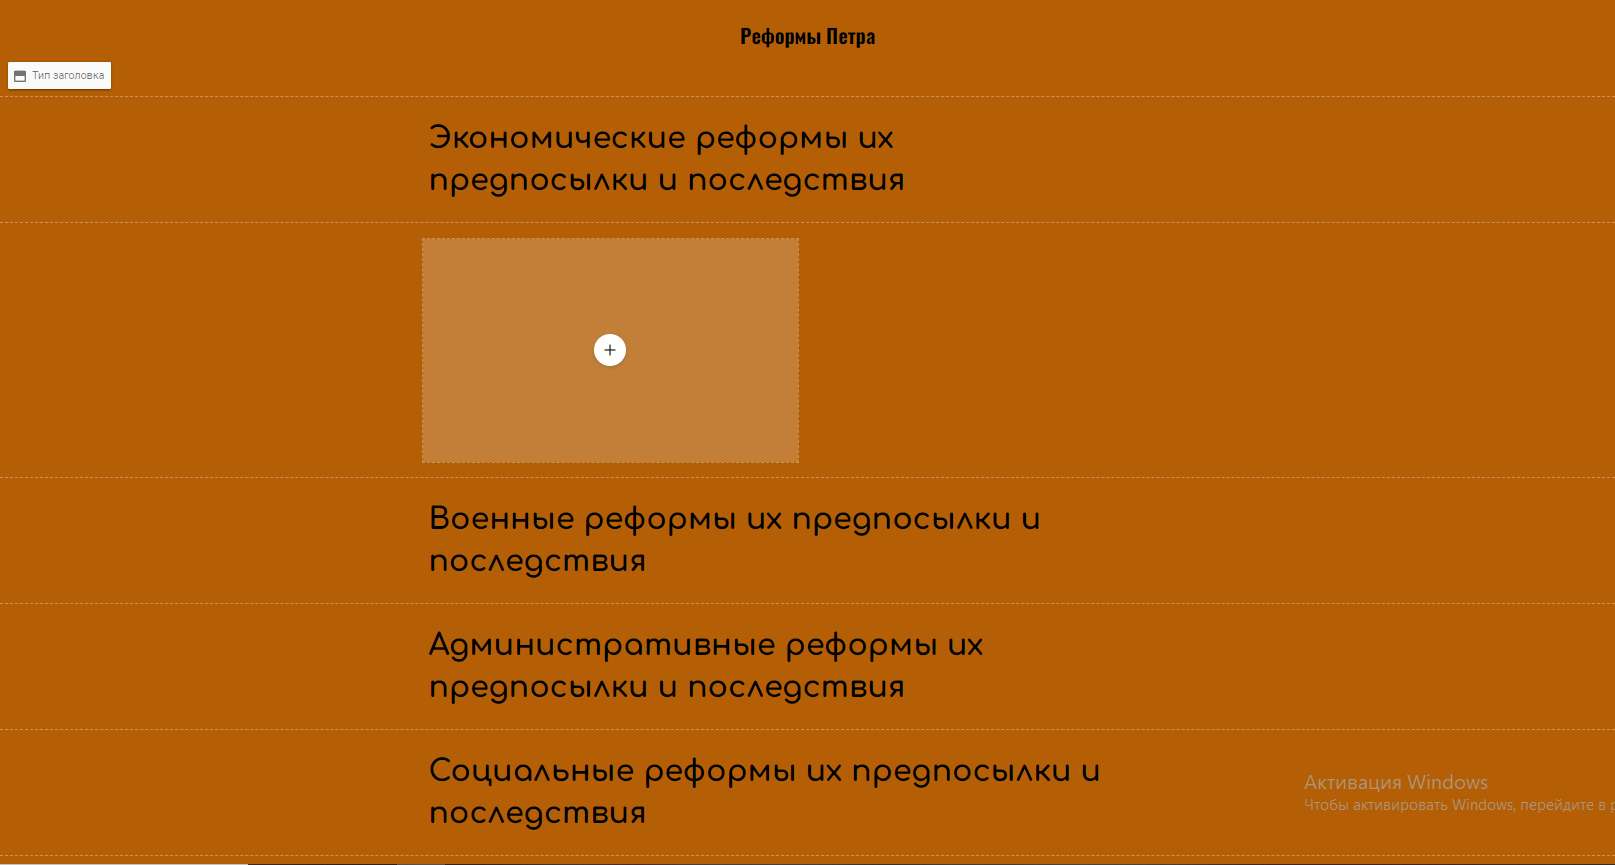 Реформы Петра
Тип заголовка
Экономические реформы их
предпосылки и последствия
Военные реформы их предпосылки и
последствия
Административные реформы их
предпосылки и последствия
Социальные реформы их предпосылки и
последствия
Активация Windows
Чтобы активировать Windows, перейдите в